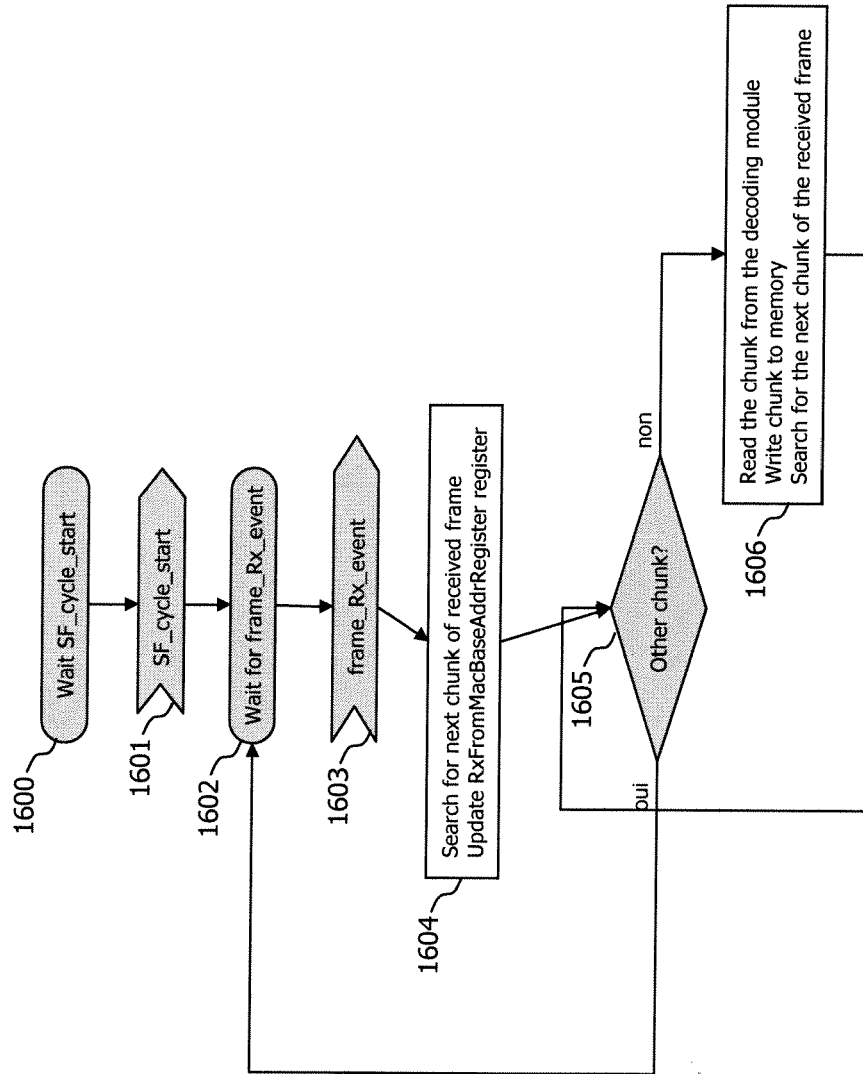 1600
Wait SF_cycle_start
1601
SF_cycle_start
1602
Wait for frame_Rx_event
1603
frame_Rx_event
1604
Search for next chunk of received frame
Update RxFromMacBaseAddrRegister register
1605
Other chunk?
oui
non
1606
Read the chunk from the decoding module
Write chunk to memory
Search for the next chunk of the received frame